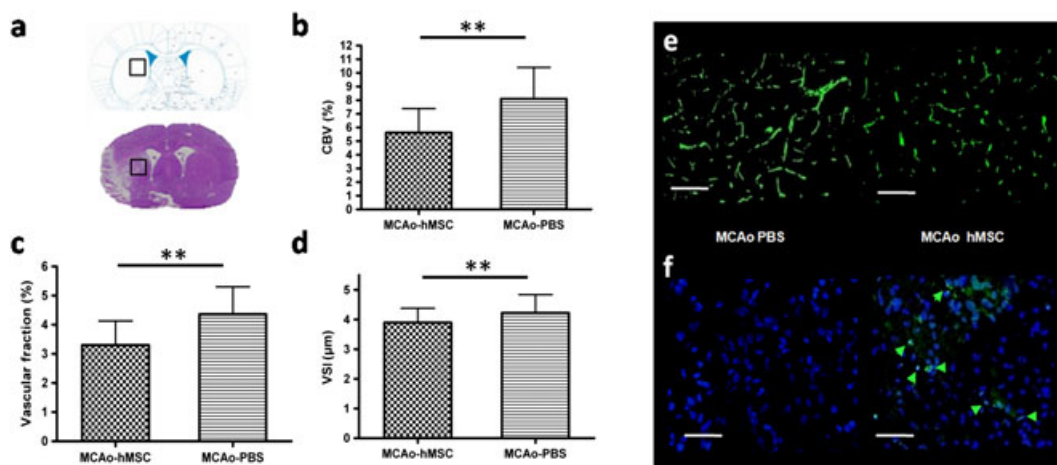 a
b
**
CBV (%)
12
11
10
9
8
7
6
5
4
3
2
1
0
MCAo-hMSC MCAo-PBS
c
**
Vascular fraction (%)
6
5
4
3
2
1
0
MCAo-hMSC MCAo-PBS
d
**
VSI (µm)
5
4
3
2
1
0
MCAo-hMSC MCAo-PBS
e
MCAo PBS MCAo hMSC
f